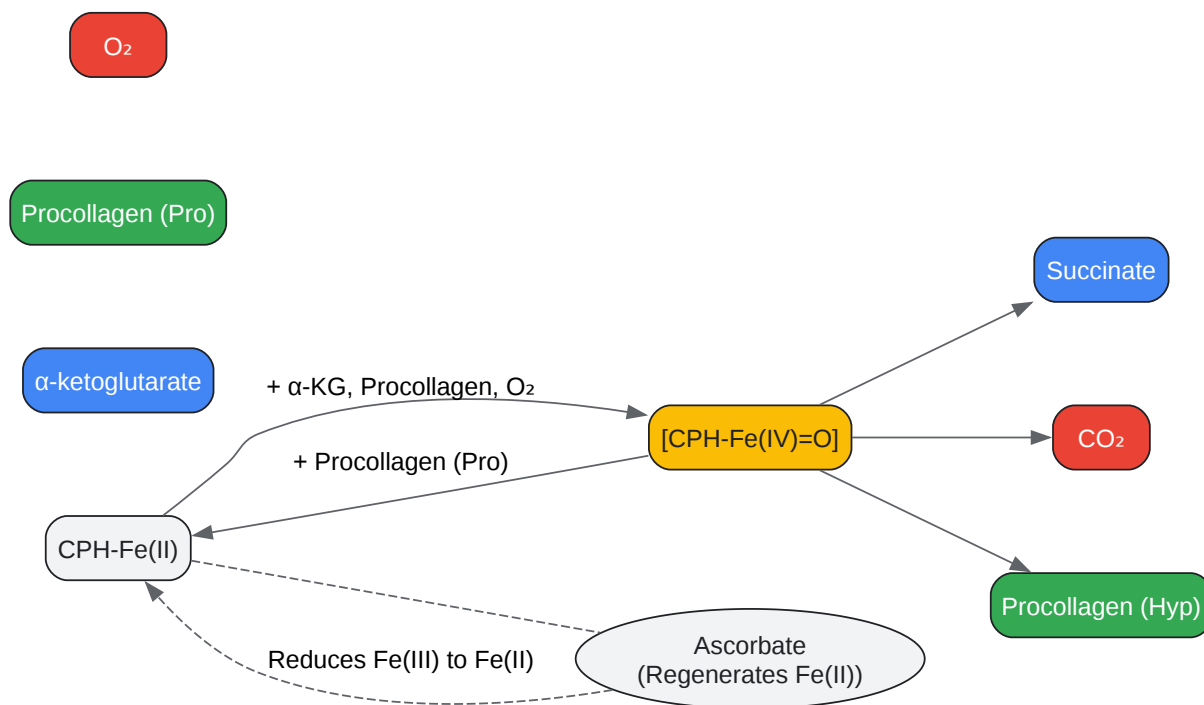 O₂
Procollagen (Pro)
Succinate
α-ketoglutarate
+ α-KG, Procollagen, O₂
[CPH-Fe(IV)=O]
CO₂
+ Procollagen (Pro)
CPH-Fe(II)
Procollagen (Hyp)
Ascorbate
(Regenerates Fe(II))
Reduces Fe(III) to Fe(II)